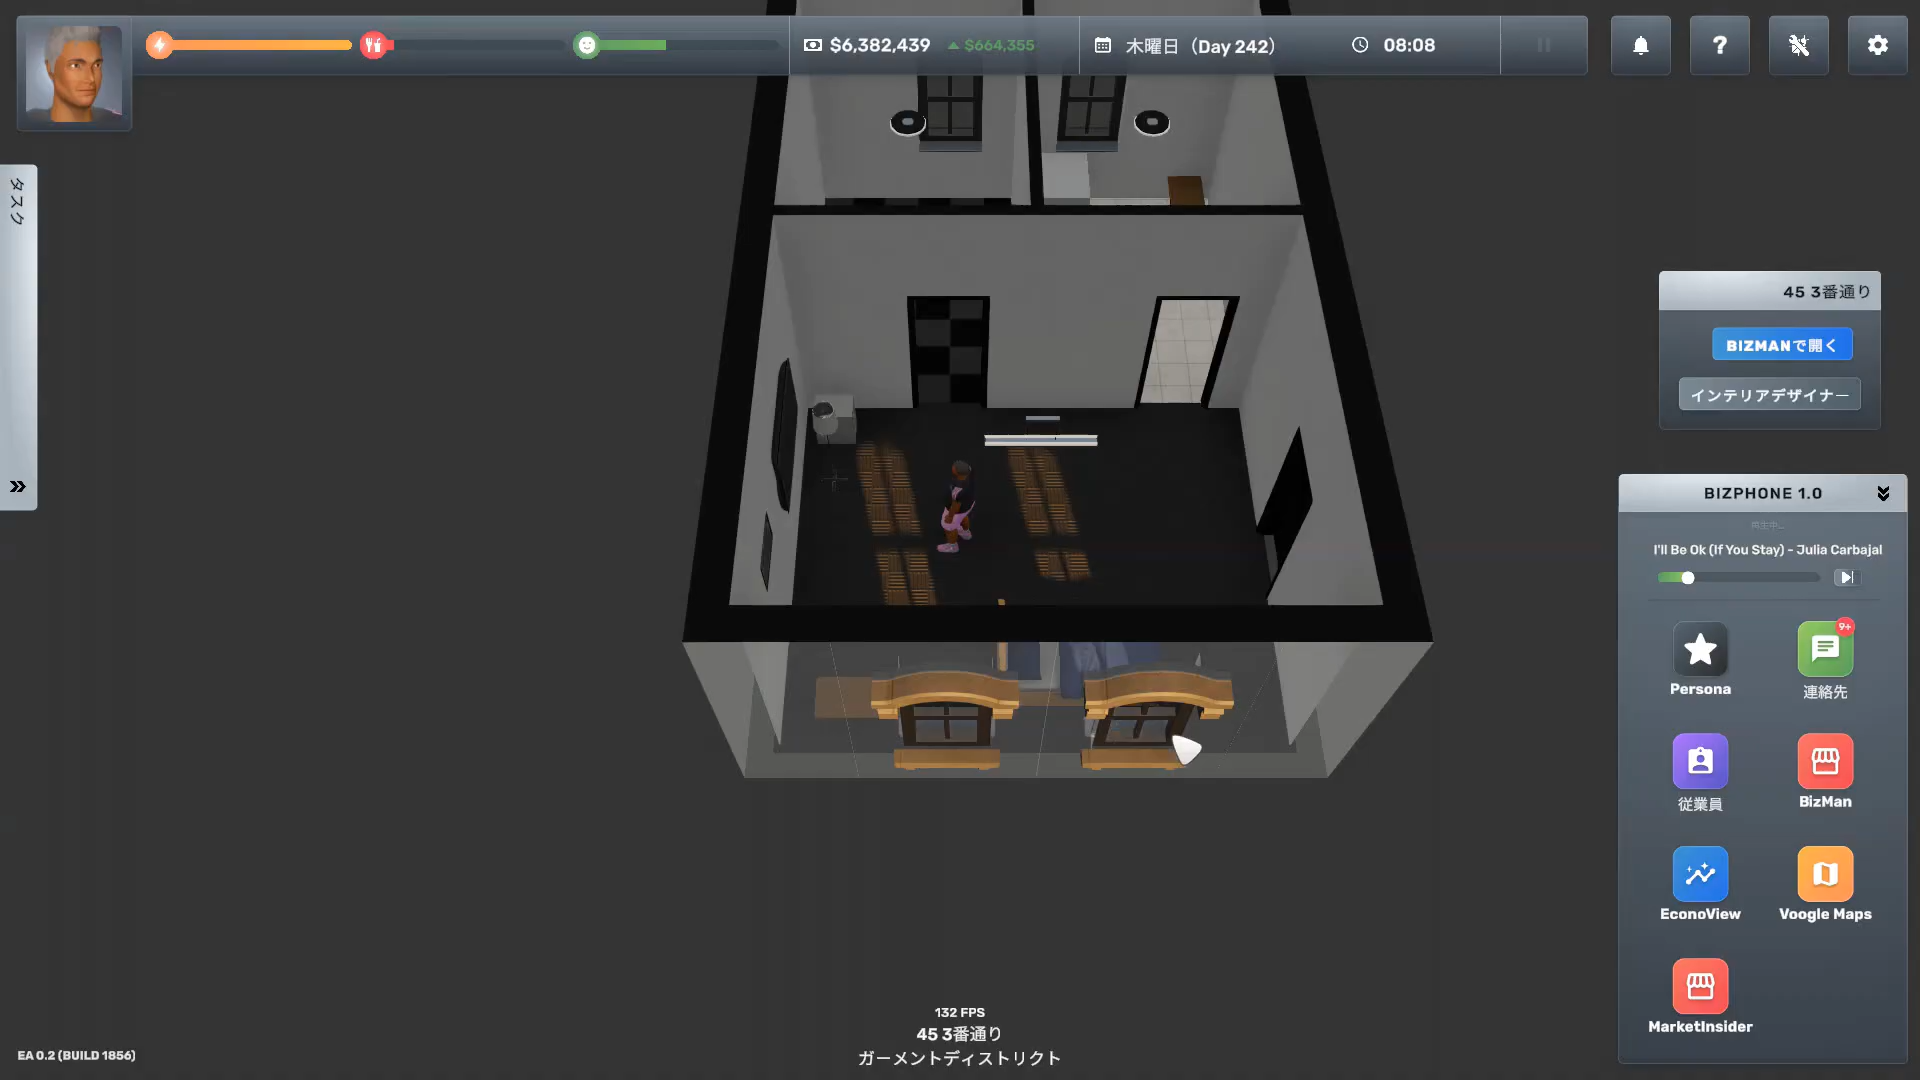 $6,382,439
$664,355
木曜日（Day 242）
08:08
?
タスク
45 3番通り
BIZMANで開く
インテリアデザイナー
BIZPHONE 1.0
再生中...
I'll Be Ok (If You Stay) - Julia Carbajal
Persona
9+
連絡先
従業員
BizMan
EconoView
Voogle Maps
MarketInsider
132 FPS
45 3番通り
ガーメントディストリクト
EA 0.2 (BUILD 1856)